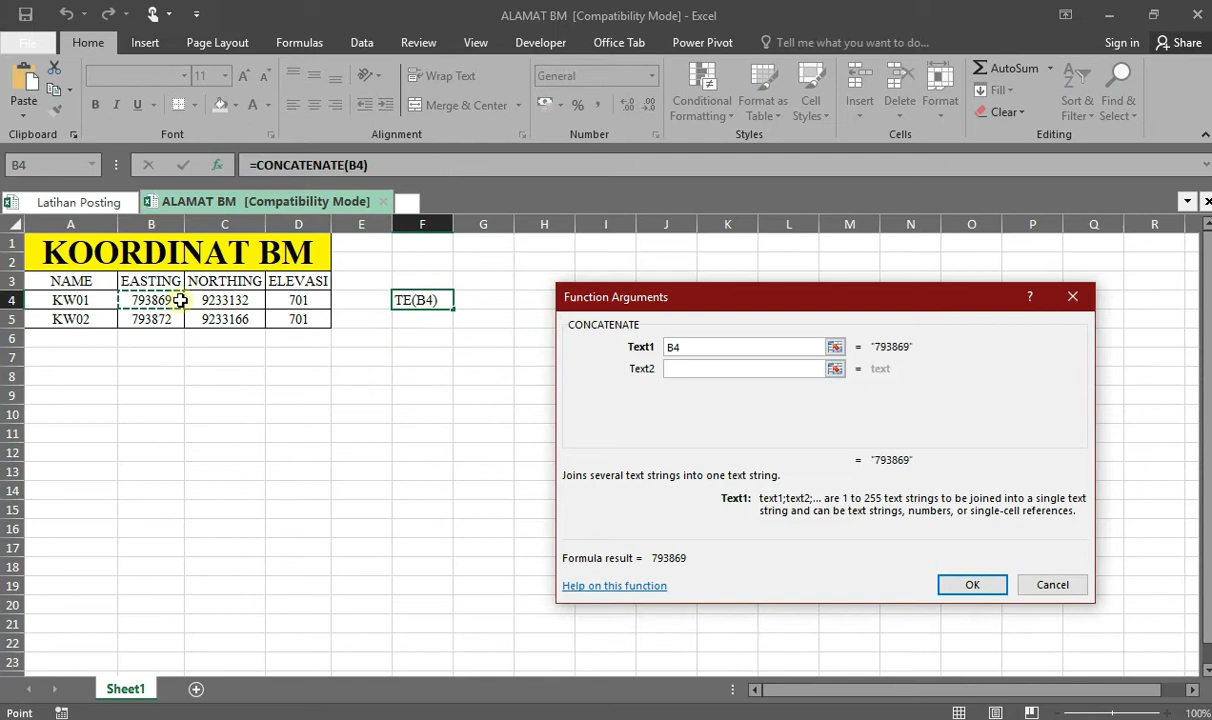 ALAMAT BM  [Compatibility Mode] - Excel
File Home Insert Page Layout Formulas Data Review View Developer Office Tab Power Pivot Tell me what you want to do... Sign in Share
Paste
11
B I U A
Wrap Text
Merge & Center
General
% ,
Conditional Formatting
Format as Table
Cell Styles
Insert Delete Format
AutoSum
Fill
Clear
Sort & Filter
Find & Select
Clipboard Font Alignment Number Styles Cells Editing
B4 fx =CONCATENATE(B4)
Latihan Posting ALAMAT BM  [Compatibility Mode]
A B C D E F G H I J K L M N O P Q R
1 KOORDINAT BM
2
3 NAME EASTING NORTHING ELEVASI
4 KW01 793869 9233132 701 TE(B4)
5 KW02 793872 9233166 701
6
7
8
9
10
11
12
13
14
15
16
17
18
19
20
21
22
23
Function Arguments ?
CONCATENATE
Text1 B4 = "793869"
Text2 = text
= "793869"
Joins several text strings into one text string.
Text1: text1;text2;... are 1 to 255 text strings to be joined into a single text
string and can be text strings, numbers, or single-cell references.
Formula result = 793869
Help on this function OK Cancel
Sheet1
Point 100%